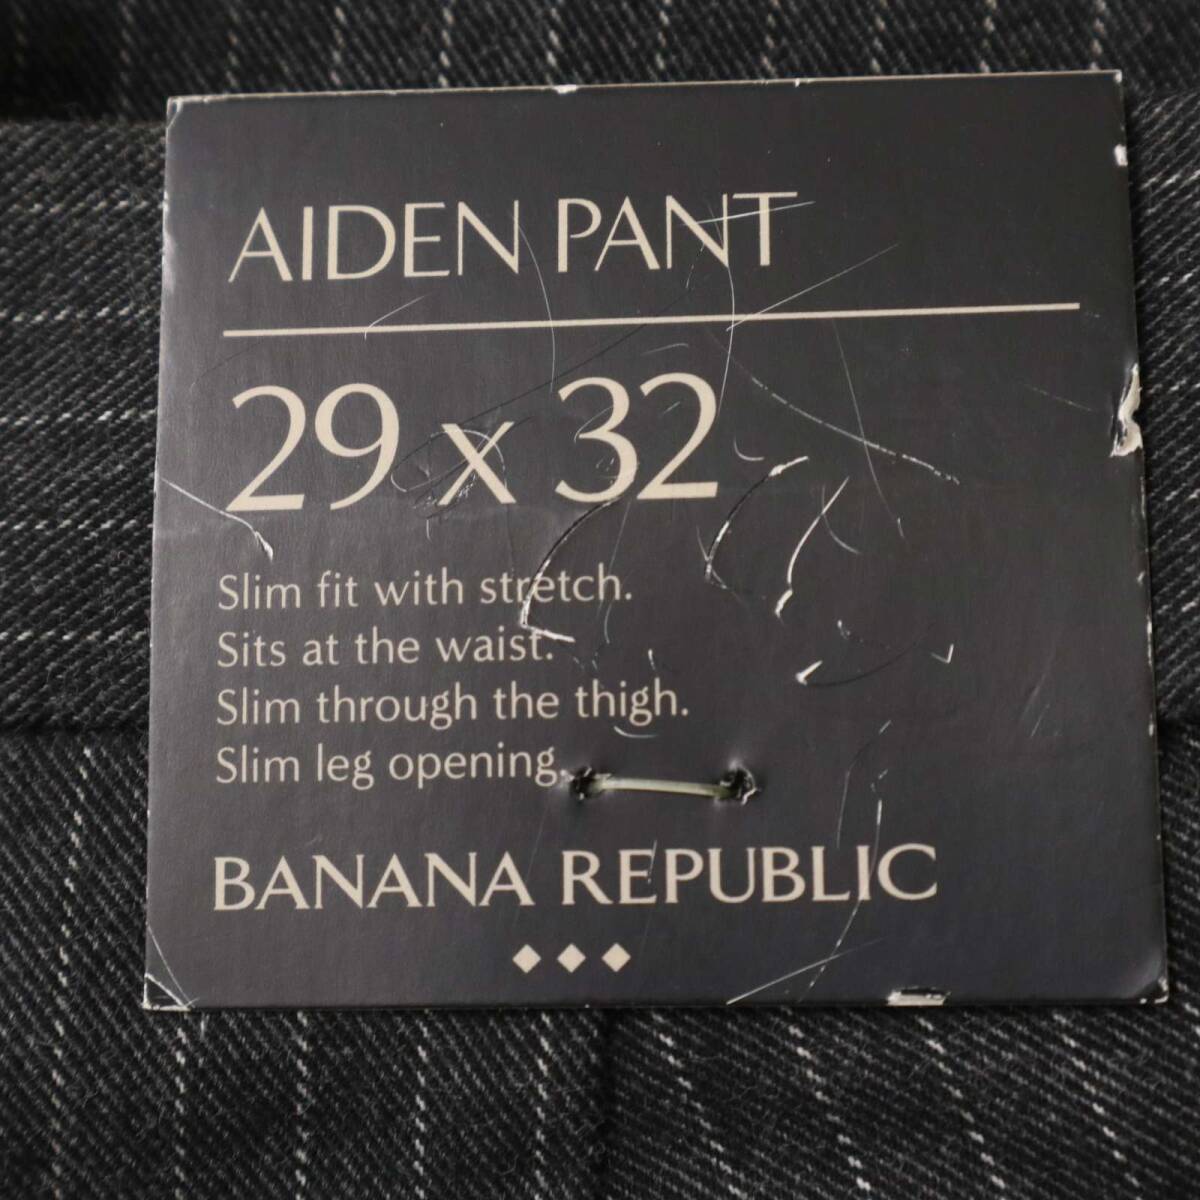 AIDEN PANT
29 x 32
Slim fit with stretch.
Sits at the waist.
Slim through the thigh.
Slim leg opening.
BANANA REPUBLIC